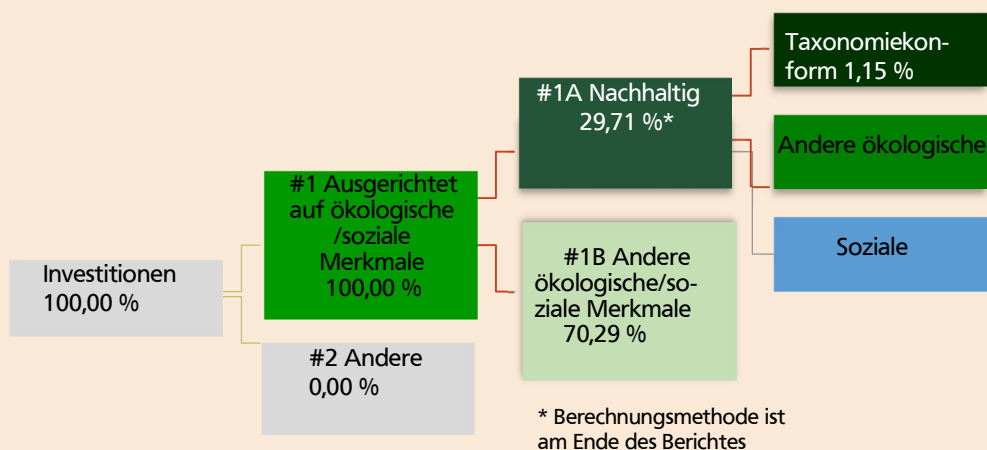 Investitionen
100,00 %
#1 Ausgerichtet
auf ökologische
/soziale
Merkmale
100,00 %
#2 Andere
0,00 %
#1A Nachhaltig
29,71 %*
#1B Andere
ökologische/so-
ziale Merkmale
70,29 %
Taxonomiekon-
form 1,15 %
Andere ökologische
Soziale
* Berechnungsmethode ist
am Ende des Berichtes